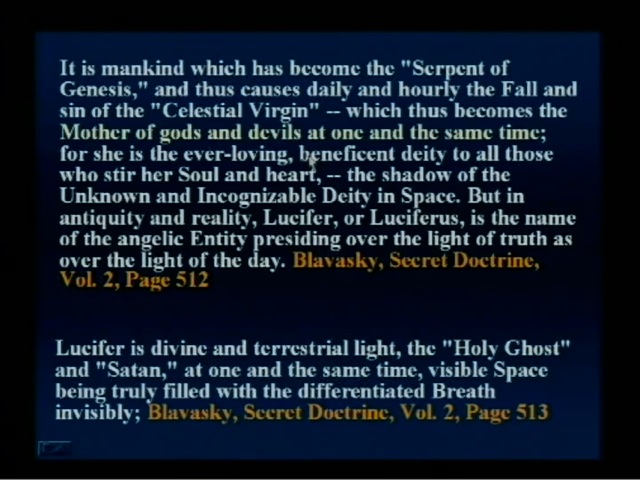 It is mankind which has become the "Serpent of
Genesis," and thus causes daily and hourly the Fall and
sin of the "Celestial Virgin" -- which thus becomes the
Mother of gods and devils at one and the same time;
for she is the ever-loving, beneficent deity to all those
who stir her Soul and heart, -- the shadow of the
Unknown and Incognizable Deity in Space. But in
antiquity and reality, Lucifer, or Luciferus, is the name
of the angelic Entity presiding over the light of truth as
over the light of the day. Blavasky, Secret Doctrine,
Vol. 2, Page 512
Lucifer is divine and terrestrial light, the "Holy Ghost"
and "Satan," at one and the same time, visible Space
being truly filled with the differentiated Breath
invisibly; Blavasky, Secret Doctrine, Vol. 2, Page 513